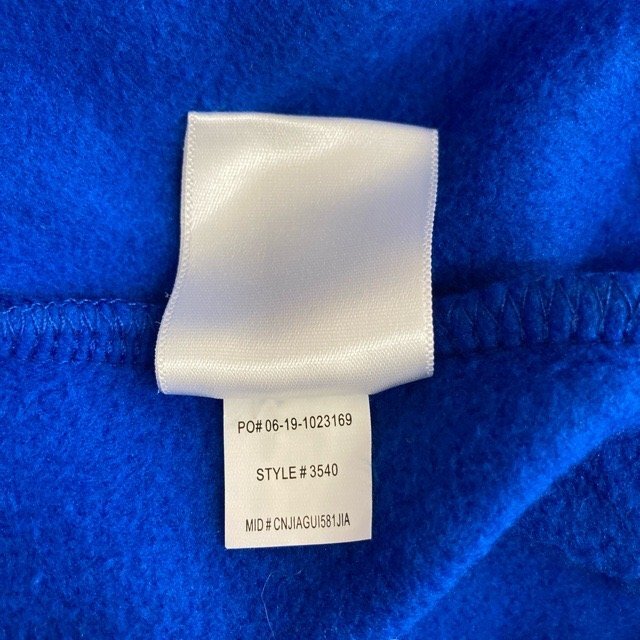 PO# 06-19-1023169
STYLE # 3540
MID # CNJIAGUI581JIA